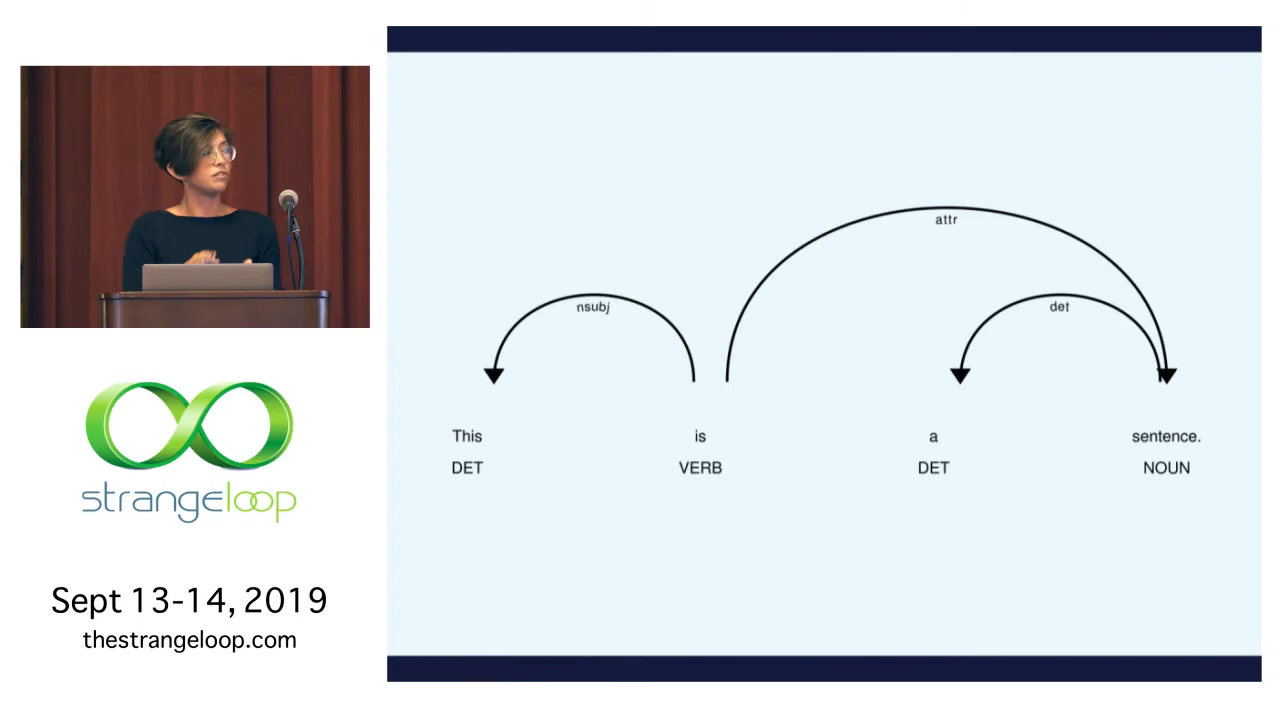 strangeloop
Sept 13-14, 2019
thestrangeloop.com
attr
nsubj
det
This is a sentence.
DET VERB DET NOUN